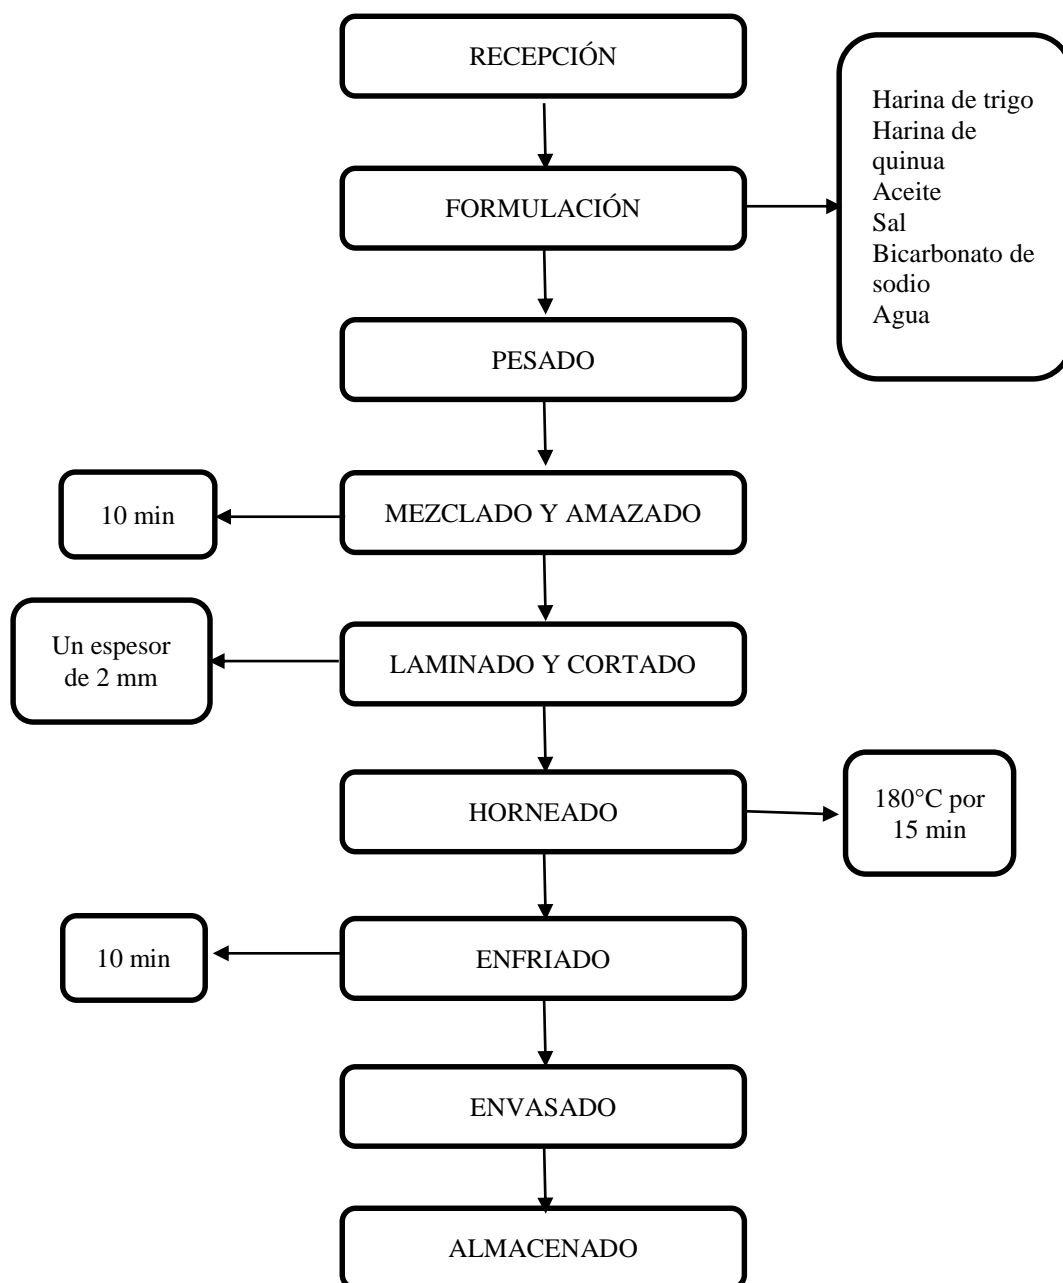 RECEPCIÓN
Harina de trigo
Harina de
quinua
Aceite
Sal
Bicarbonato de
sodio
Agua
FORMULACIÓN
PESADO
10 min
MEZCLADO Y AMAZADO
Un espesor
de 2 mm
LAMINADO Y CORTADO
HORNEADO
180°C por
15 min
10 min
ENFRIADO
ENVASADO
ALMACENADO